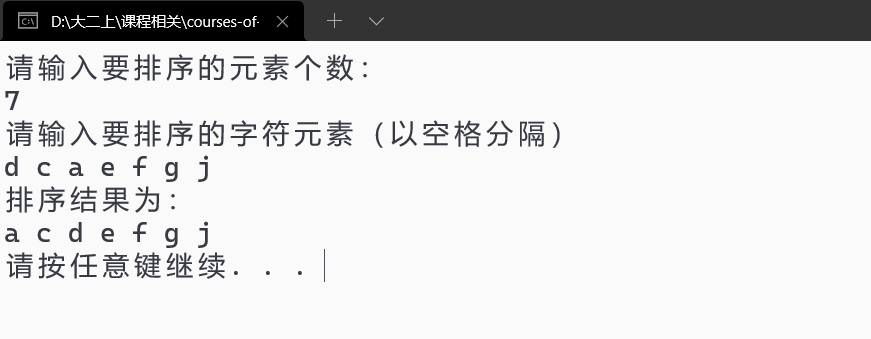 D:\大二上\课程相关\courses-of-
请输入要排序的元素个数：
7
请输入要排序的字符元素（以空格分隔）
d c a e f g j
排序结果为：
a c d e f g j
请按任意键继续. . .